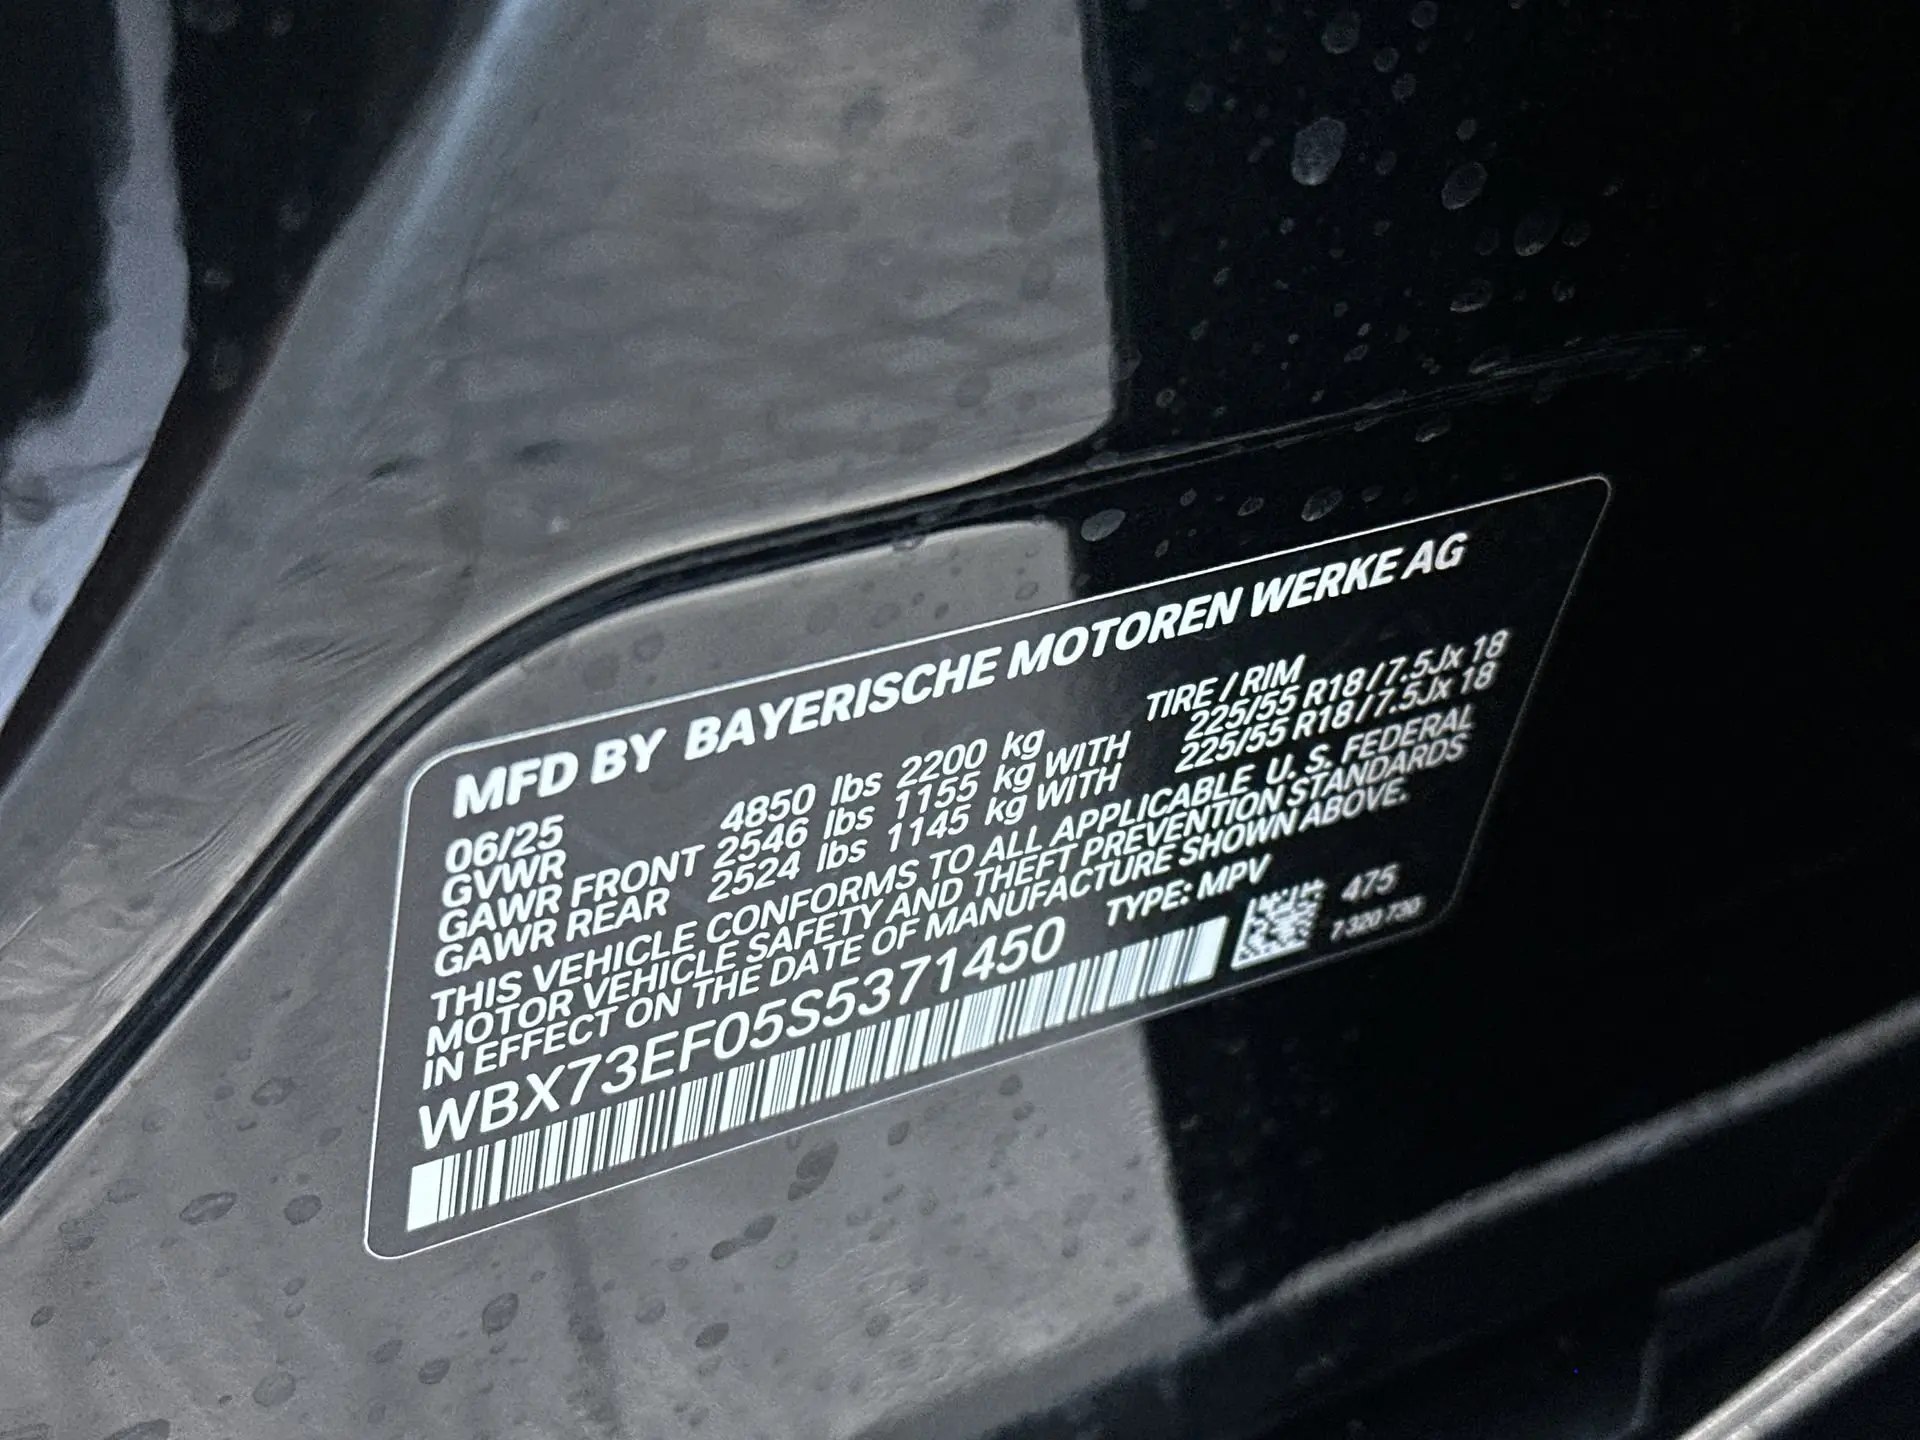 MFD BY BAYERISCHE MOTOREN WERKE AG
06/25 TIRE / RIM
GVWR 4850 lbs 2200 kg
GAWR FRONT 2546 lbs 1155 kg WITH 225/55 R18 / 7.5Jx 18
GAWR REAR 2524 lbs 1145 kg WITH 225/55 R18 / 7.5Jx 18
THIS VEHICLE CONFORMS TO ALL APPLICABLE U. S. FEDERAL
MOTOR VEHICLE SAFETY AND THEFT PREVENTION STANDARDS
IN EFFECT ON THE DATE OF MANUFACTURE SHOWN ABOVE.
WBX73EF05S5371450 TYPE: MPV 475
7 320 730